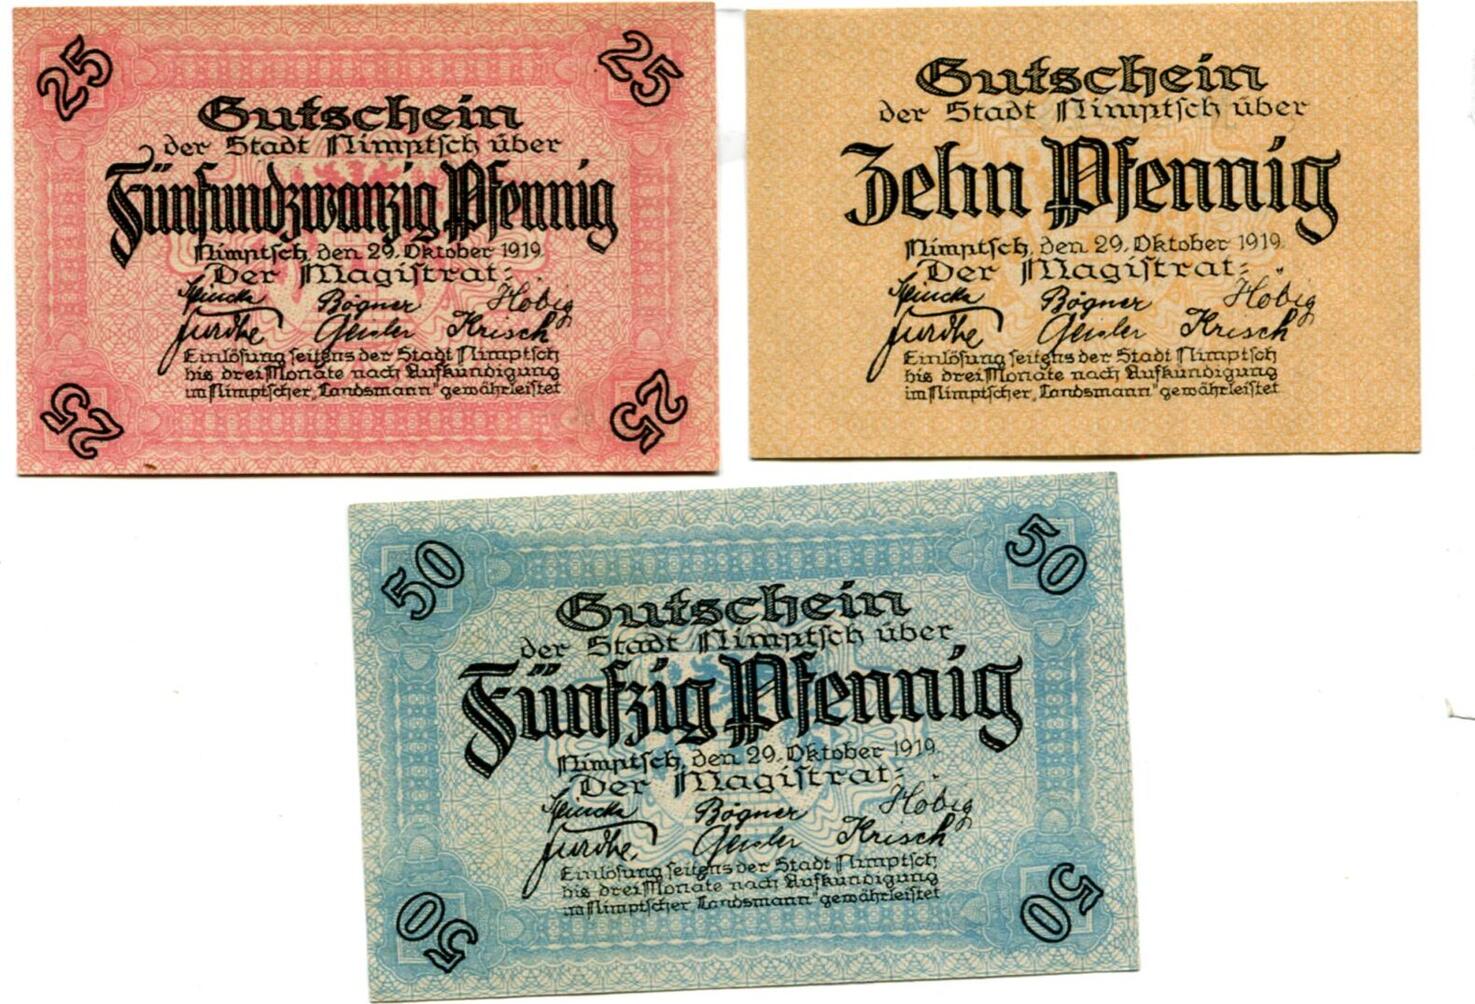 25 25
Gutschein
der Stadt Nimptsch über
Fünfundzwanzig Pfennig
Nimptsch, den 29. Oktober 1919.
Der Magistrat:
Bögner Hobig
Geisler Krisch
Einlösung seitens der Stadt Nimptsch
bis drei Monate nach Aufkündigung
im Nimptscher „Landsmann" gewährleistet
25 25
Gutschein
der Stadt Nimptsch über
Zehn Pfennig
Nimptsch, den 29. Oktober 1919.
Der Magistrat:
Bögner Hobig
Geisler Krisch
Einlösung seitens der Stadt Nimptsch
bis drei Monate nach Aufkündigung
im Nimptscher „Landsmann" gewährleistet
50 50
Gutschein
der Stadt Nimptsch über
Fünfzig Pfennig
Nimptsch, den 29. Oktober 1919.
Der Magistrat:
Bögner Hobig
Geisler Krisch
Einlösung seitens der Stadt Nimptsch
bis drei Monate nach Aufkündigung
im Nimptscher „Landsmann" gewährleistet
50 50